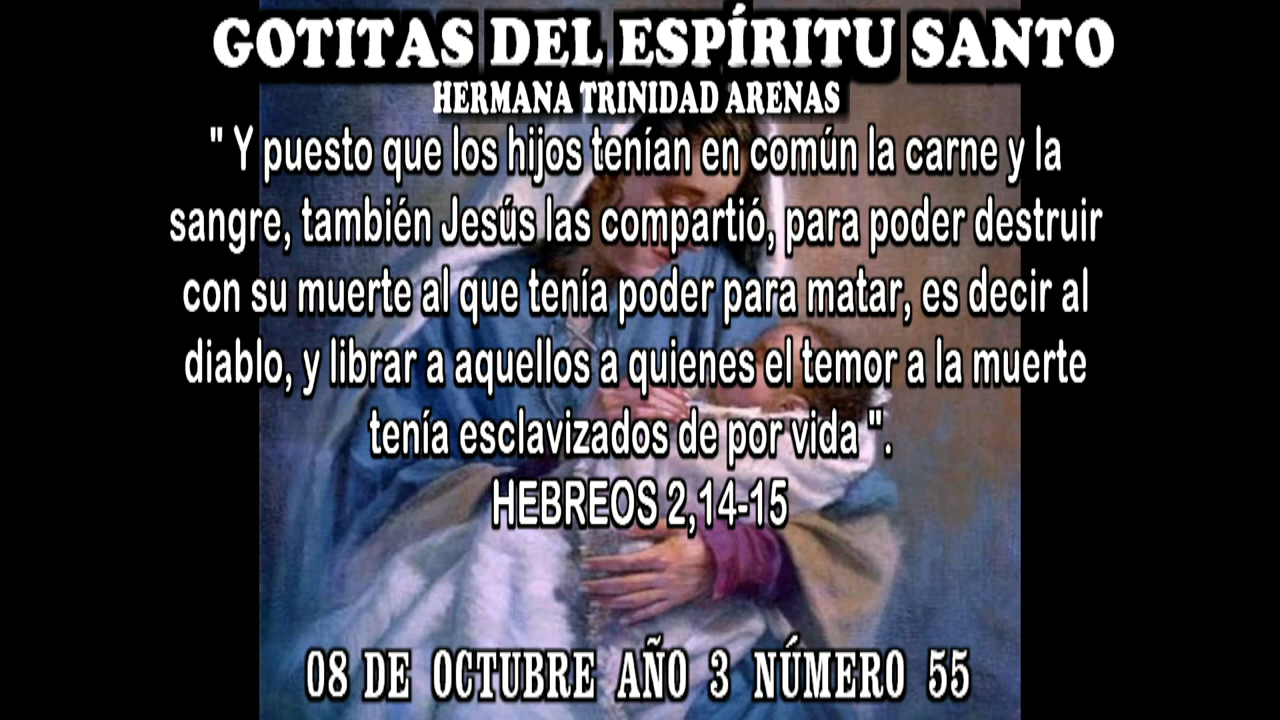 GOTITAS DEL ESPÍRITU SANTO
HERMANA TRINIDAD ARENAS
" Y puesto que los hijos tenían en común la carne y la
sangre, también Jesús las compartió, para poder destruir
con su muerte al que tenía poder para matar, es decir al
diablo, y librar a aquellos a quienes el temor a la muerte
tenía esclavizados de por vida ".
HEBREOS 2,14-15
08 DE OCTUBRE AÑO 3 NÚMERO 55